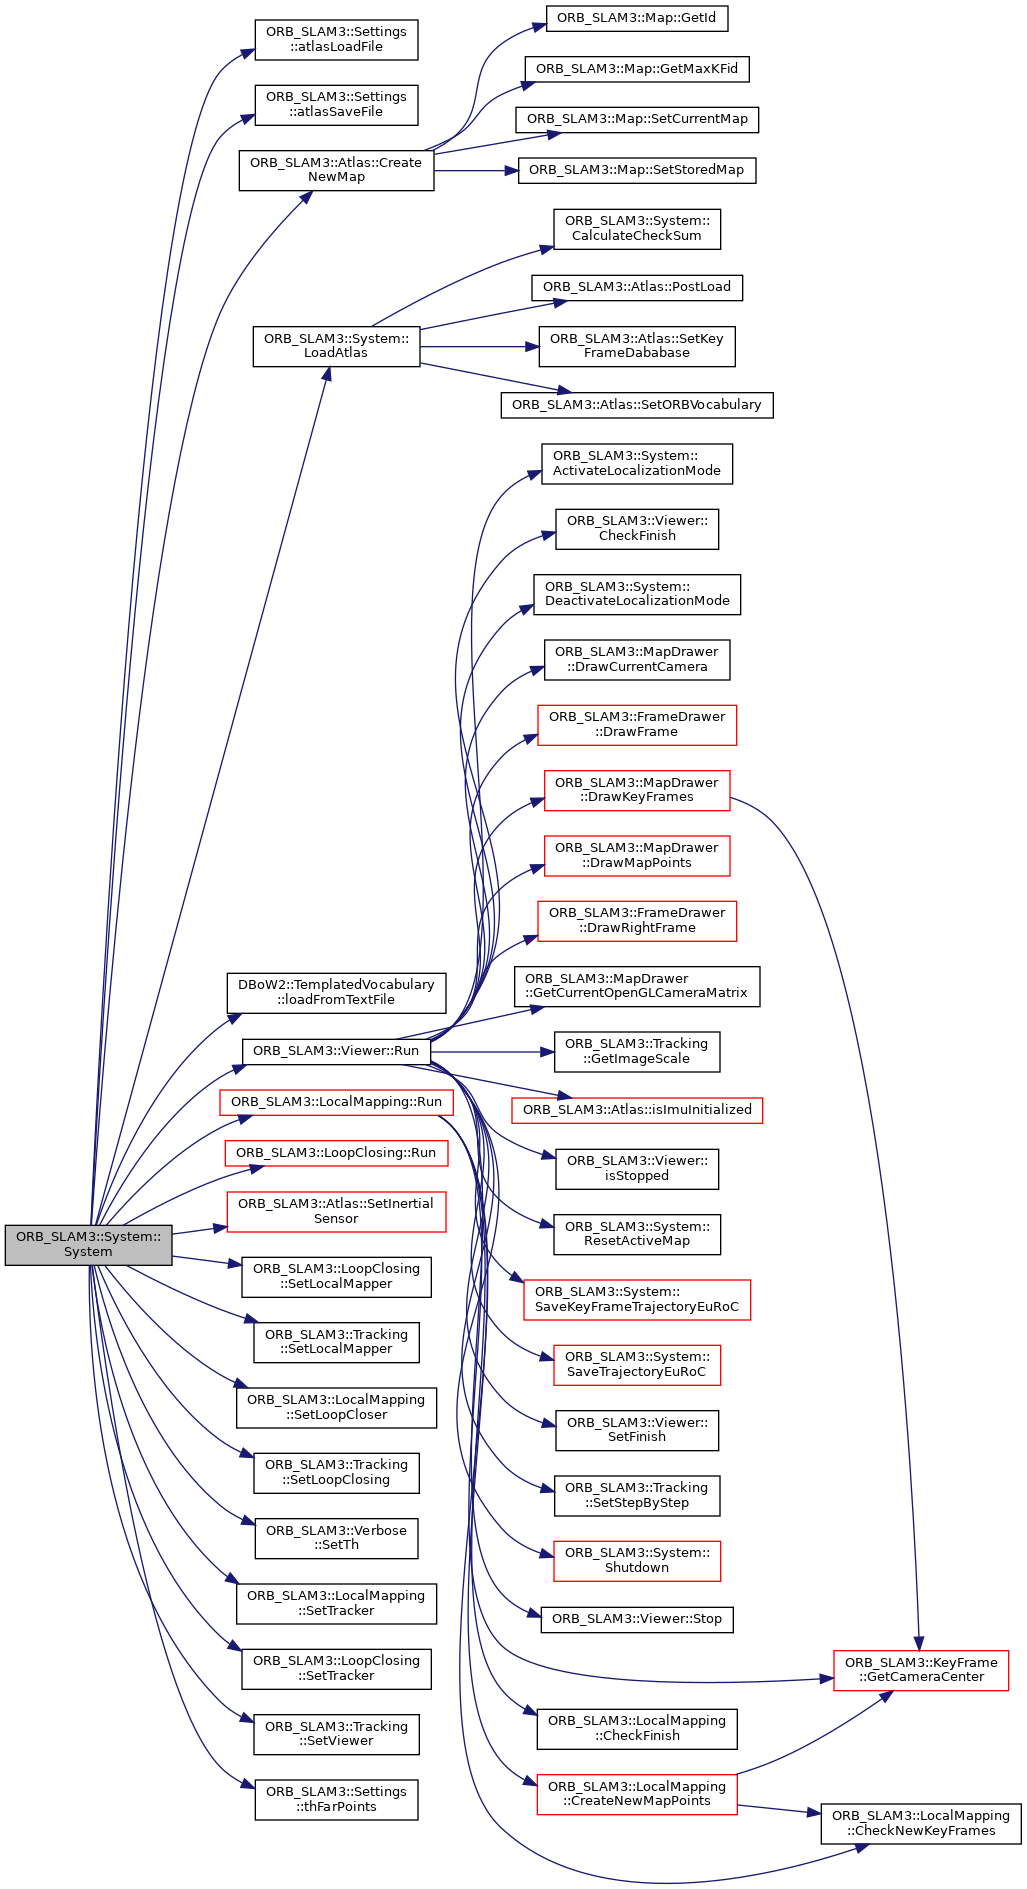 ORB_SLAM3::System::
System
ORB_SLAM3::Settings
::atlasLoadFile
ORB_SLAM3::Settings
::atlasSaveFile
ORB_SLAM3::Atlas::Create
NewMap
ORB_SLAM3::System::
LoadAtlas
DBoW2::TemplatedVocabulary
::loadFromTextFile
ORB_SLAM3::Viewer::Run
ORB_SLAM3::LocalMapping::Run
ORB_SLAM3::LoopClosing::Run
ORB_SLAM3::Atlas::SetInertial
Sensor
ORB_SLAM3::LoopClosing
::SetLocalMapper
ORB_SLAM3::Tracking
::SetLocalMapper
ORB_SLAM3::LocalMapping
::SetLoopCloser
ORB_SLAM3::Tracking
::SetLoopClosing
ORB_SLAM3::Verbose
::SetTh
ORB_SLAM3::LocalMapping
::SetTracker
ORB_SLAM3::LoopClosing
::SetTracker
ORB_SLAM3::Tracking
::SetViewer
ORB_SLAM3::Settings
::thFarPoints
ORB_SLAM3::Map::GetId
ORB_SLAM3::Map::GetMaxKFid
ORB_SLAM3::Map::SetCurrentMap
ORB_SLAM3::Map::SetStoredMap
ORB_SLAM3::System::
CalculateCheckSum
ORB_SLAM3::Atlas::PostLoad
ORB_SLAM3::Atlas::SetKey
FrameDababase
ORB_SLAM3::Atlas::SetORBVocabulary
ORB_SLAM3::System::
ActivateLocalizationMode
ORB_SLAM3::Viewer::
CheckFinish
ORB_SLAM3::System::
DeactivateLocalizationMode
ORB_SLAM3::MapDrawer
::DrawCurrentCamera
ORB_SLAM3::FrameDrawer
::DrawFrame
ORB_SLAM3::MapDrawer
::DrawKeyFrames
ORB_SLAM3::MapDrawer
::DrawMapPoints
ORB_SLAM3::FrameDrawer
::DrawRightFrame
ORB_SLAM3::MapDrawer
::GetCurrentOpenGLCameraMatrix
ORB_SLAM3::Tracking
::GetImageScale
ORB_SLAM3::Atlas::isImuInitialized
ORB_SLAM3::Viewer::
isStopped
ORB_SLAM3::System::
ResetActiveMap
ORB_SLAM3::System::
SaveKeyFrameTrajectoryEuRoC
ORB_SLAM3::System::
SaveTrajectoryEuRoC
ORB_SLAM3::Viewer::
SetFinish
ORB_SLAM3::Tracking
::SetStepByStep
ORB_SLAM3::System::
Shutdown
ORB_SLAM3::Viewer::Stop
ORB_SLAM3::LocalMapping
::CheckFinish
ORB_SLAM3::LocalMapping
::CreateNewMapPoints
ORB_SLAM3::KeyFrame
::GetCameraCenter
ORB_SLAM3::LocalMapping
::CheckNewKeyFrames